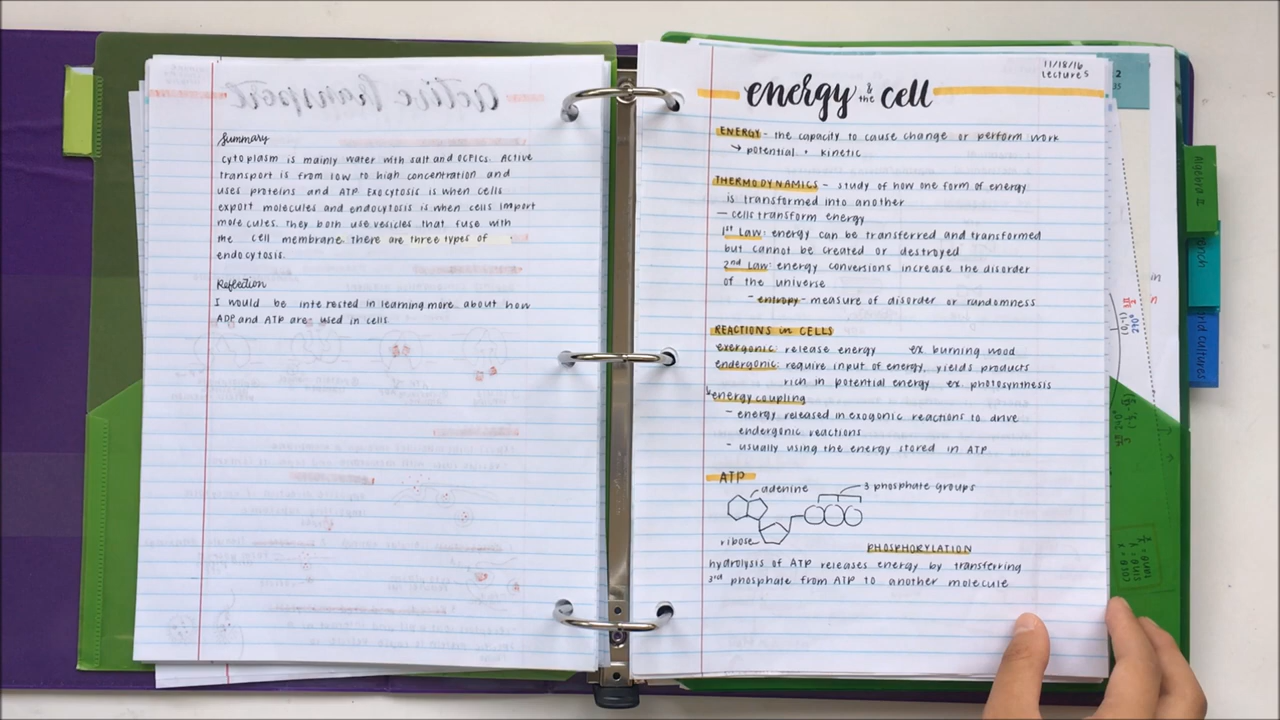 Summary
cytoplasm is mainly water with salt and OCPICs. Active
transport is from low to high concentration and
uses proteins and ATP. Exocytosis is when cells
export molecules and endocytosis is when cells import
molecules. They both use vesicles that fuse with
the cell membrane. there are three types of
endocytosis.
Reflection
I would be interested in learning more about how
ADP and ATP are used in cells
11/18/16
Lecture 5
energy & the cell
ENERGY - the capacity to cause change or perform work
↳ potential + kinetic
THERMODYNAMICS - study of how one form of energy
is transformed into another
- cells transform energy
1st Law: energy can be transferred and transformed
but cannot be created or destroyed
2nd Law: energy conversions increase the disorder
of the universe
- entropy - measure of disorder or randomness
REACTIONS in CELLS
exergonic: release energy ex. burning wood
endergonic: require input of energy, yields products
rich in potential energy ex. photosynthesis
↳ energy coupling
- energy released in exogonic reactions to drive
endergonic reactions
- usually using the energy stored in ATP
ATP
adenine
3 phosphate groups
ribose
PHOSPHORYLATION
hydrolysis of ATP releases energy by transferring
3rd phosphate from ATP to another molecule
2
35
Algebra II